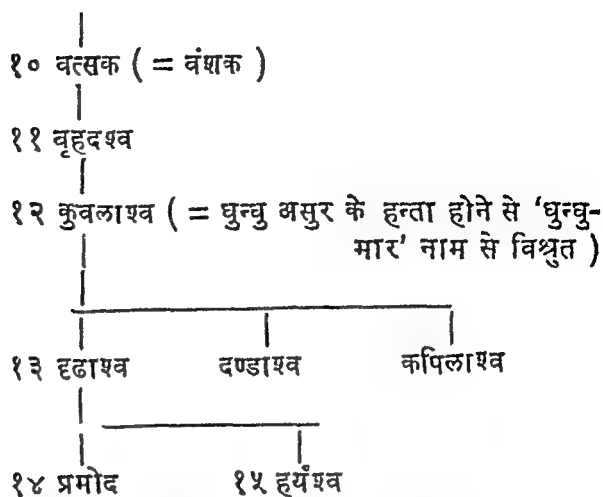 १० वत्सक ( = वंशक )
११ वृहदश्व
१२ कुवलाश्व ( = घुन्घु असुर के हन्ता होने से 'घुन्घु-
मार' नाम से विश्रुत )
१३ दृढाश्व दण्डाश्व कपिलाश्व
१४ प्रमोद १५ हर्यश्व